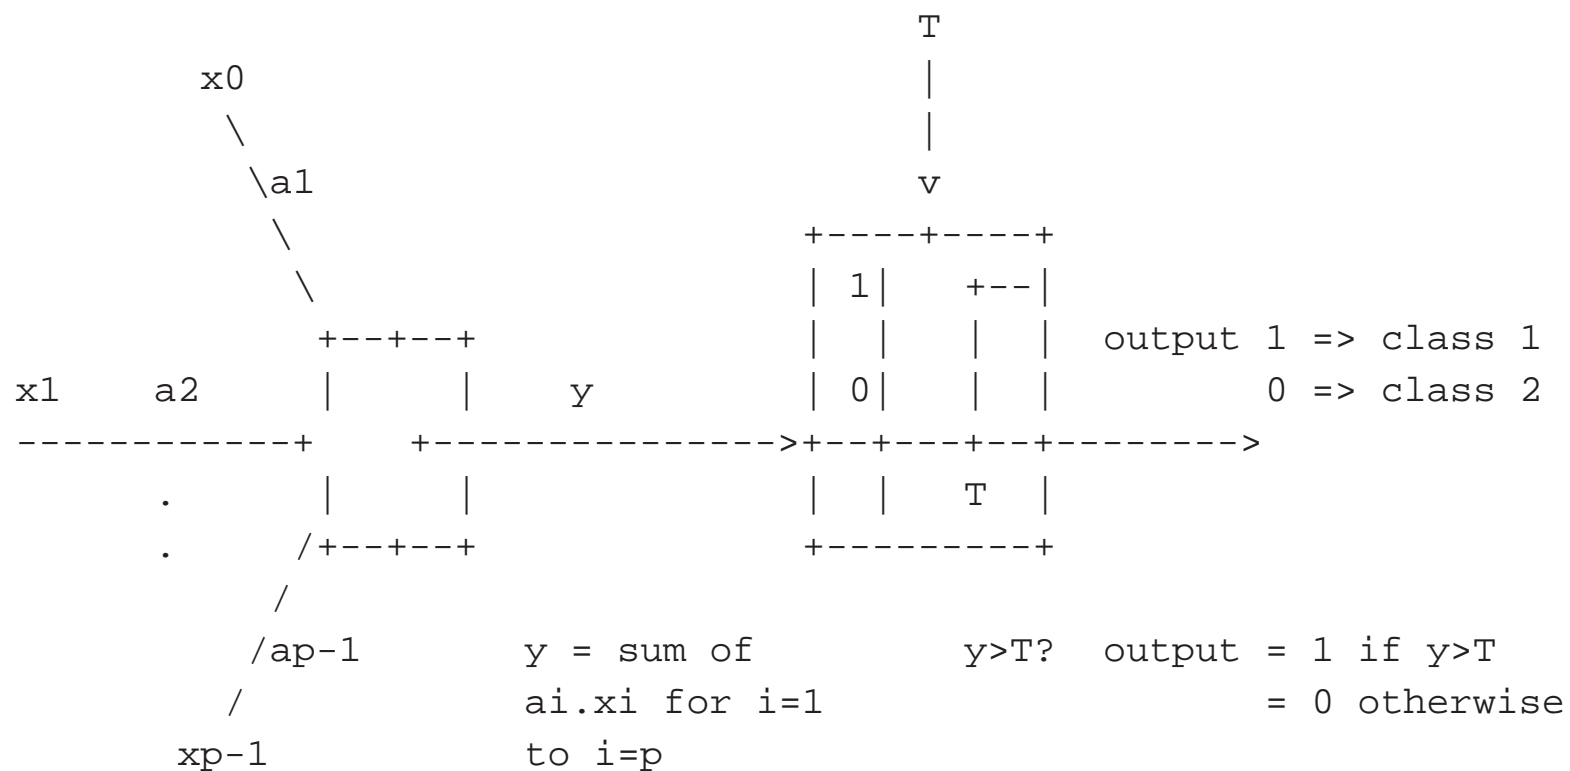 T
x0 |
\ |
\a1 v
\ +----+----+
\ | 1| +--|
+--+--+ | | | | output 1 => class 1
x1 a2 | | y | 0| | | 0 => class 2
------------+ +--------------->+--+---+--+-------->
. | | | | T |
. /+--+--+ +---------+
/
/ap-1 y = sum of y>T? output = 1 if y>T
/ ai.xi for i=1 = 0 otherwise
xp-1 to i=p